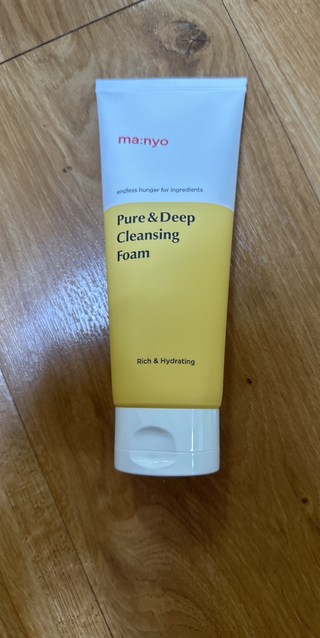 ma:nyo
endless hunger for ingredients
Pure & Deep
Cleansing
Foam
Rich & Hydrating